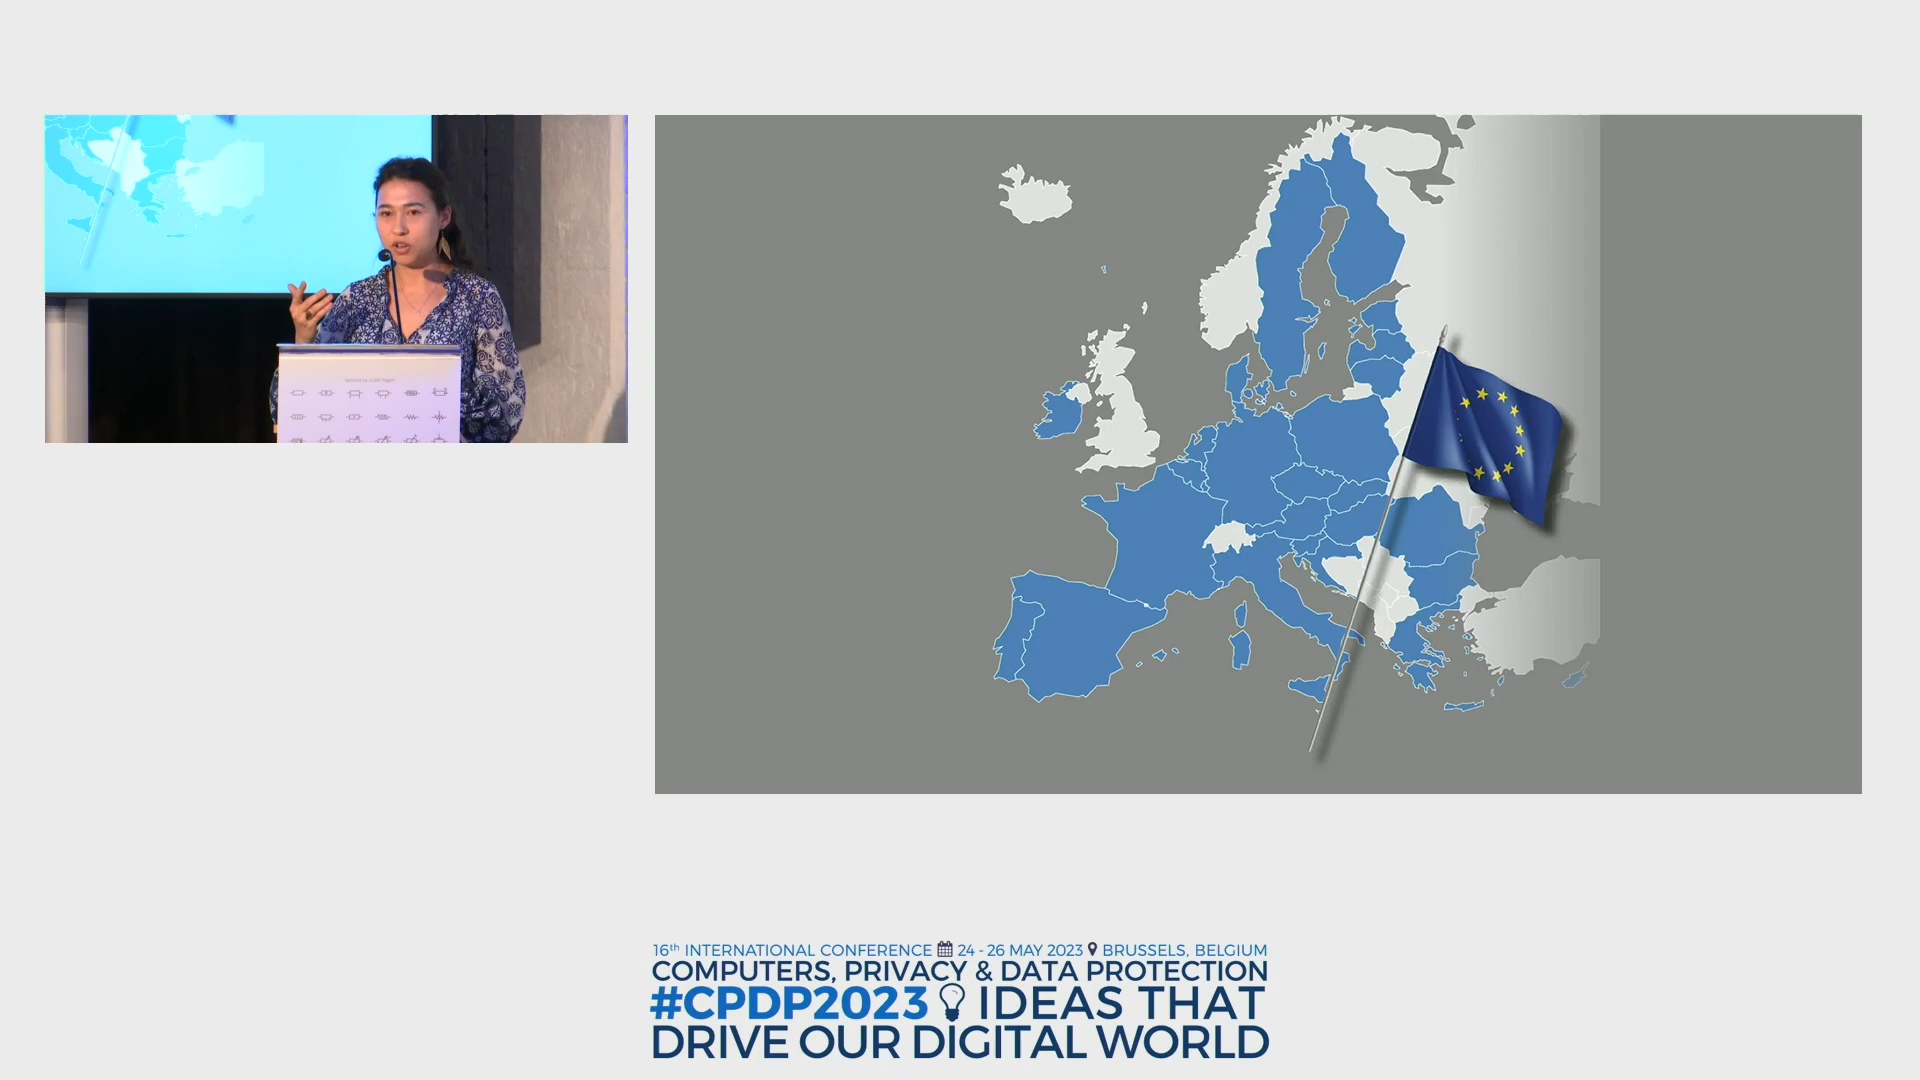 16th INTERNATIONAL CONFERENCE 24 - 26 MAY 2023 BRUSSELS, BELGIUM
COMPUTERS, PRIVACY & DATA PROTECTION
#CPDP2023 IDEAS THAT
DRIVE OUR DIGITAL WORLD